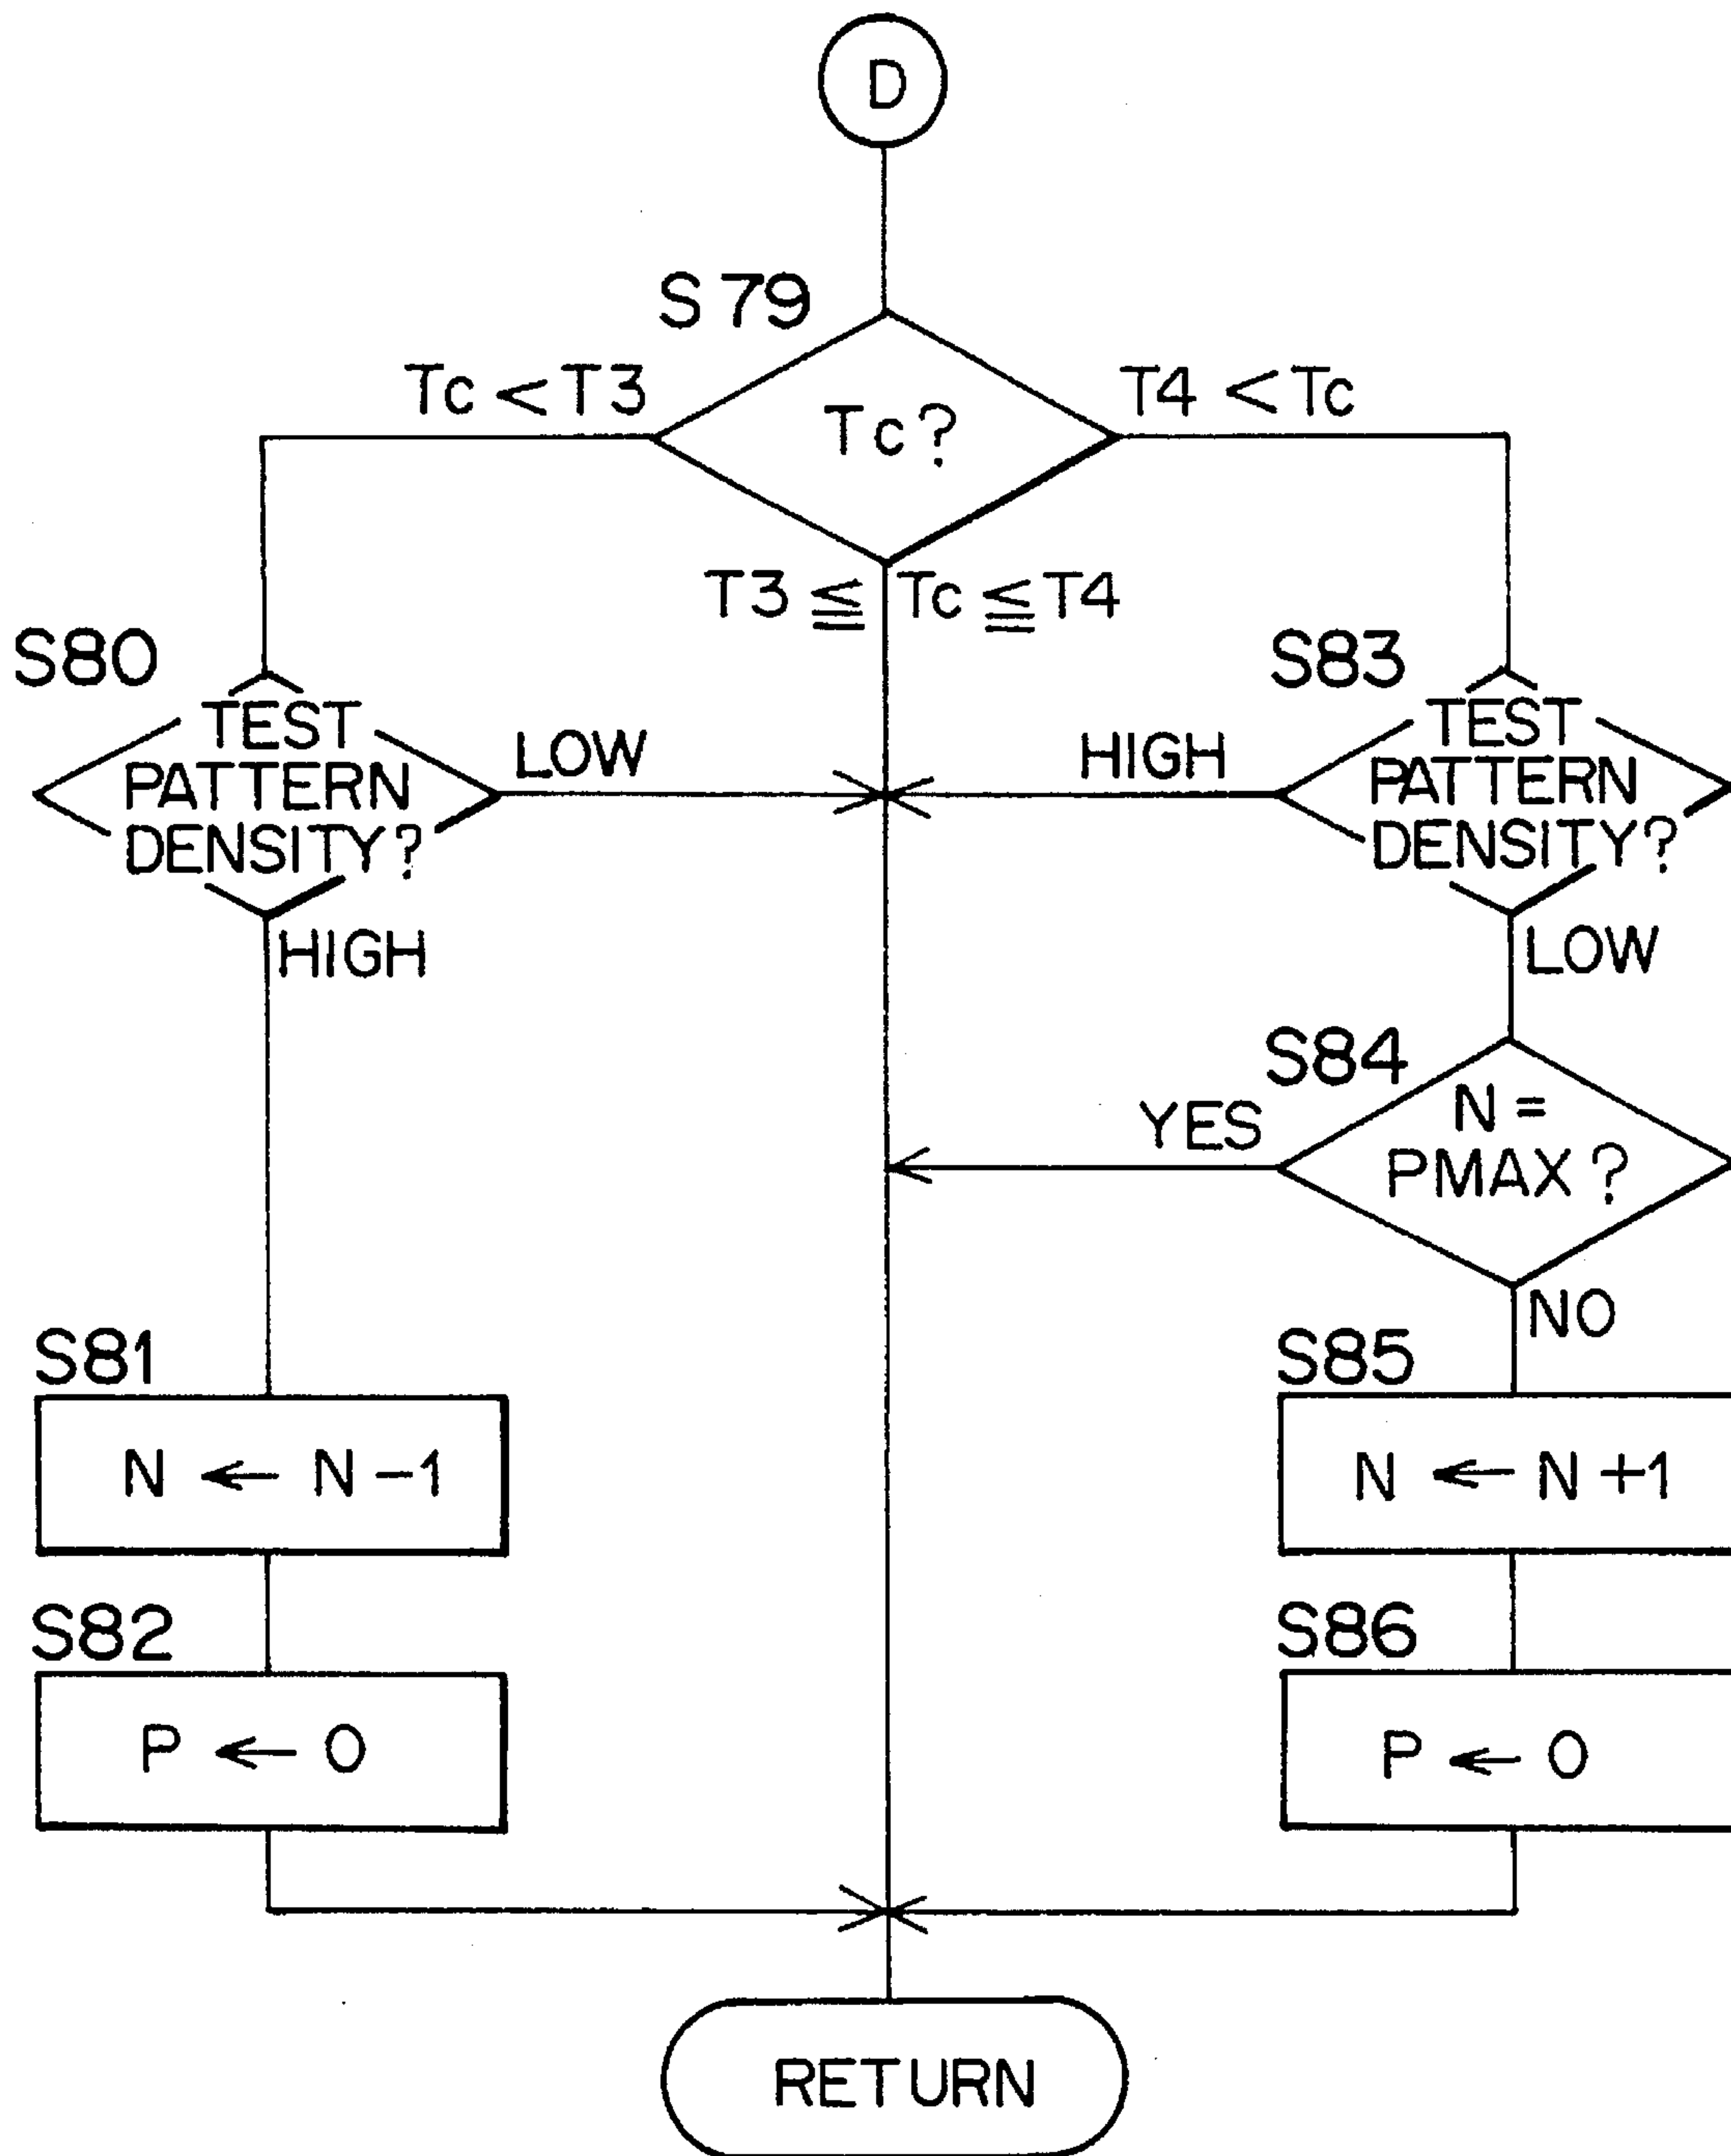 D
S79
Tc < T3
Tc?
T4 < Tc
T3 ≦ Tc ≦ T4
S80
TEST
PATTERN
DENSITY?
LOW
HIGH
S83
TEST
PATTERN
DENSITY?
HIGH
LOW
S84
N =
PMAX?
YES
NO
S81
N ← N-1
S85
N ← N+1
S82
P ← 0
S86
P ← 0
RETURN